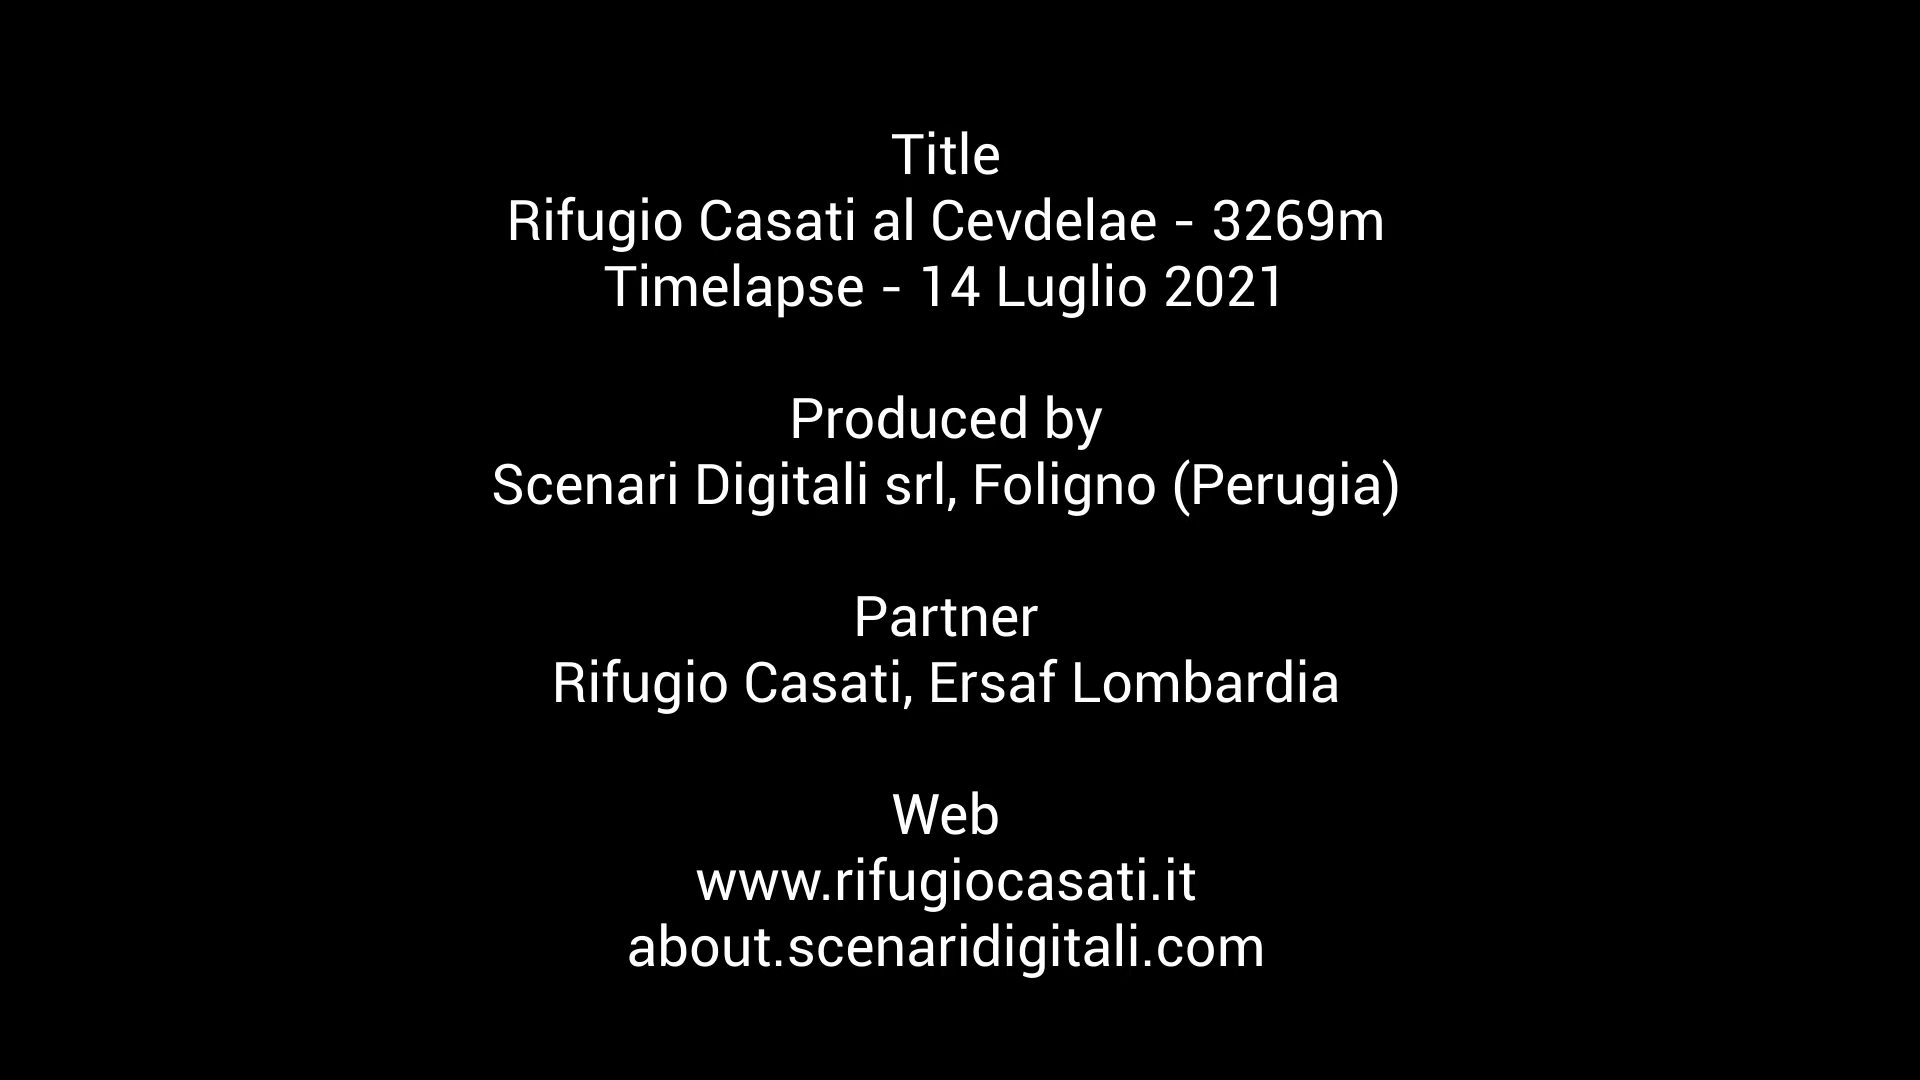 Title
Rifugio Casati al Cevdelae - 3269m
Timelapse - 14 Luglio 2021
Produced by
Scenari Digitali srl, Foligno (Perugia)
Partner
Rifugio Casati, Ersaf Lombardia
Web
www.rifugiocasati.it
about.scenaridigitali.com